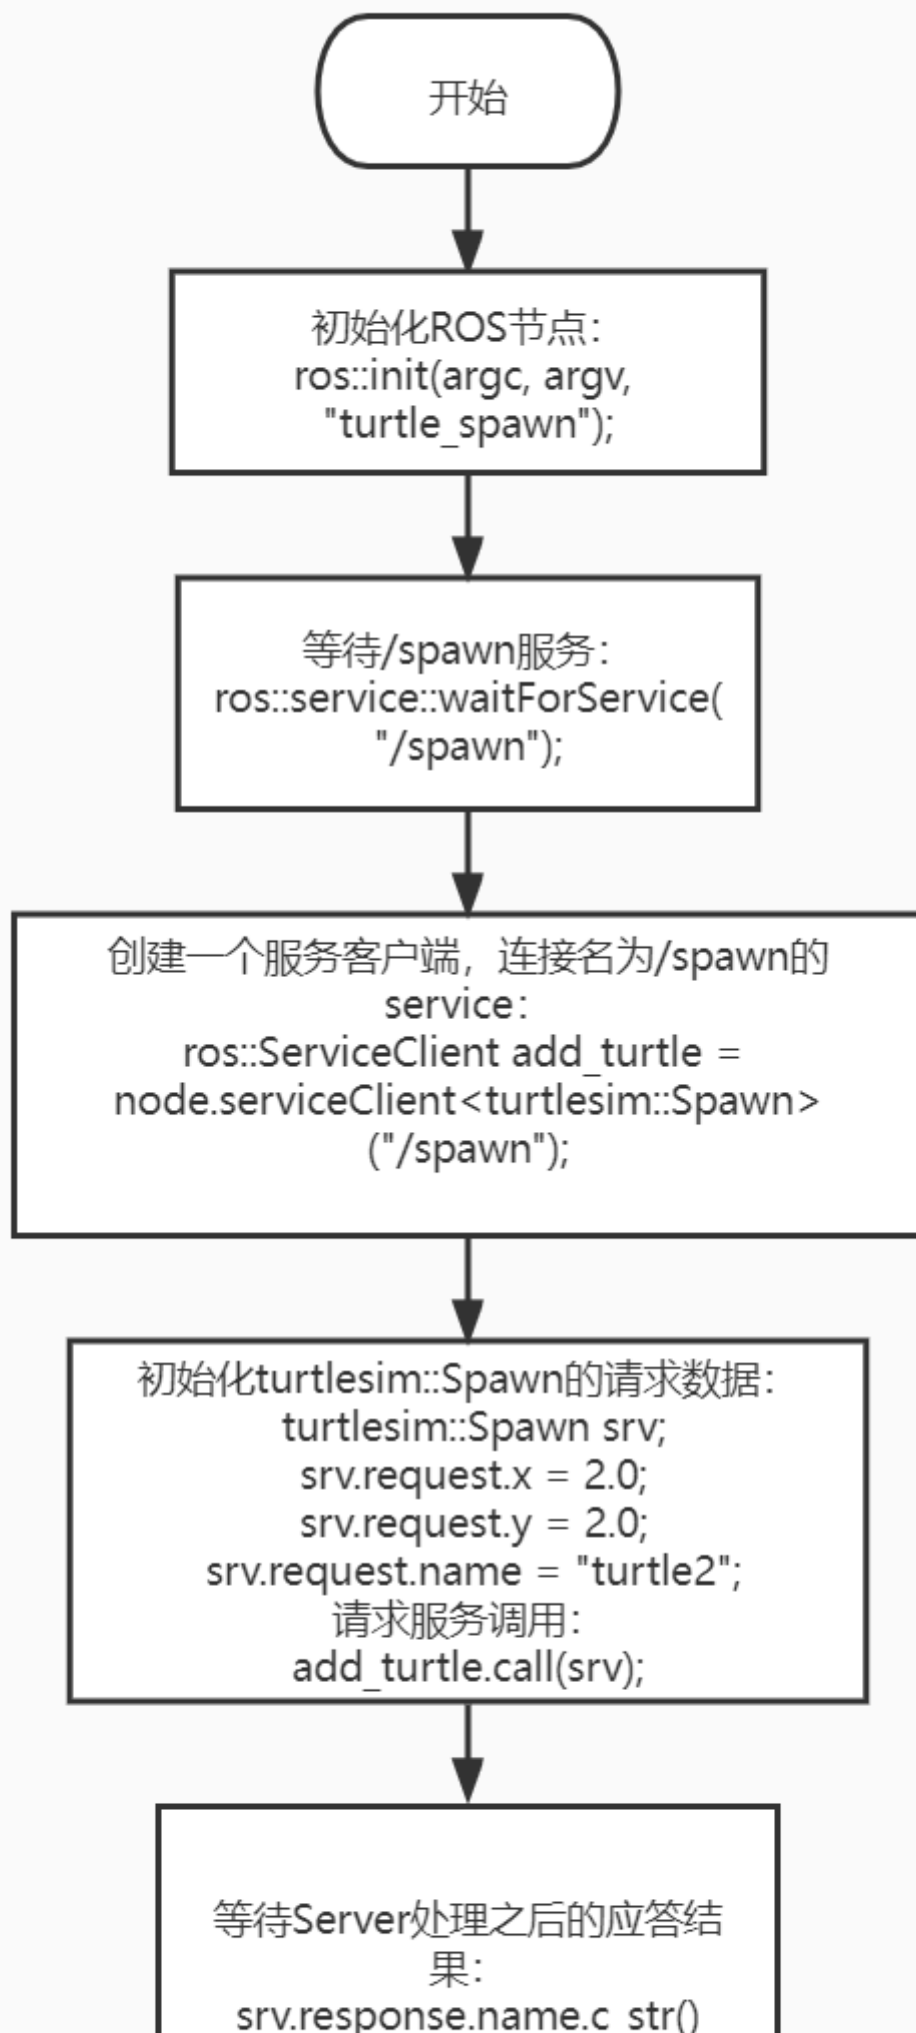 开始
初始化ROS节点：
ros::init(argc, argv,
"turtle_spawn");
等待/spawn服务：
ros::service::waitForService(
"/spawn");
创建一个服务客户端，连接名为/spawn的
service：
ros::ServiceClient add_turtle =
node.serviceClient<turtlesim::Spawn>
("/spawn");
初始化turtlesim::Spawn的请求数据：
turtlesim::Spawn srv;
srv.request.x = 2.0;
srv.request.y = 2.0;
srv.request.name = "turtle2";
请求服务调用：
add_turtle.call(srv);
等待Server处理之后的应答结
果：
srv.response.name.c_str()